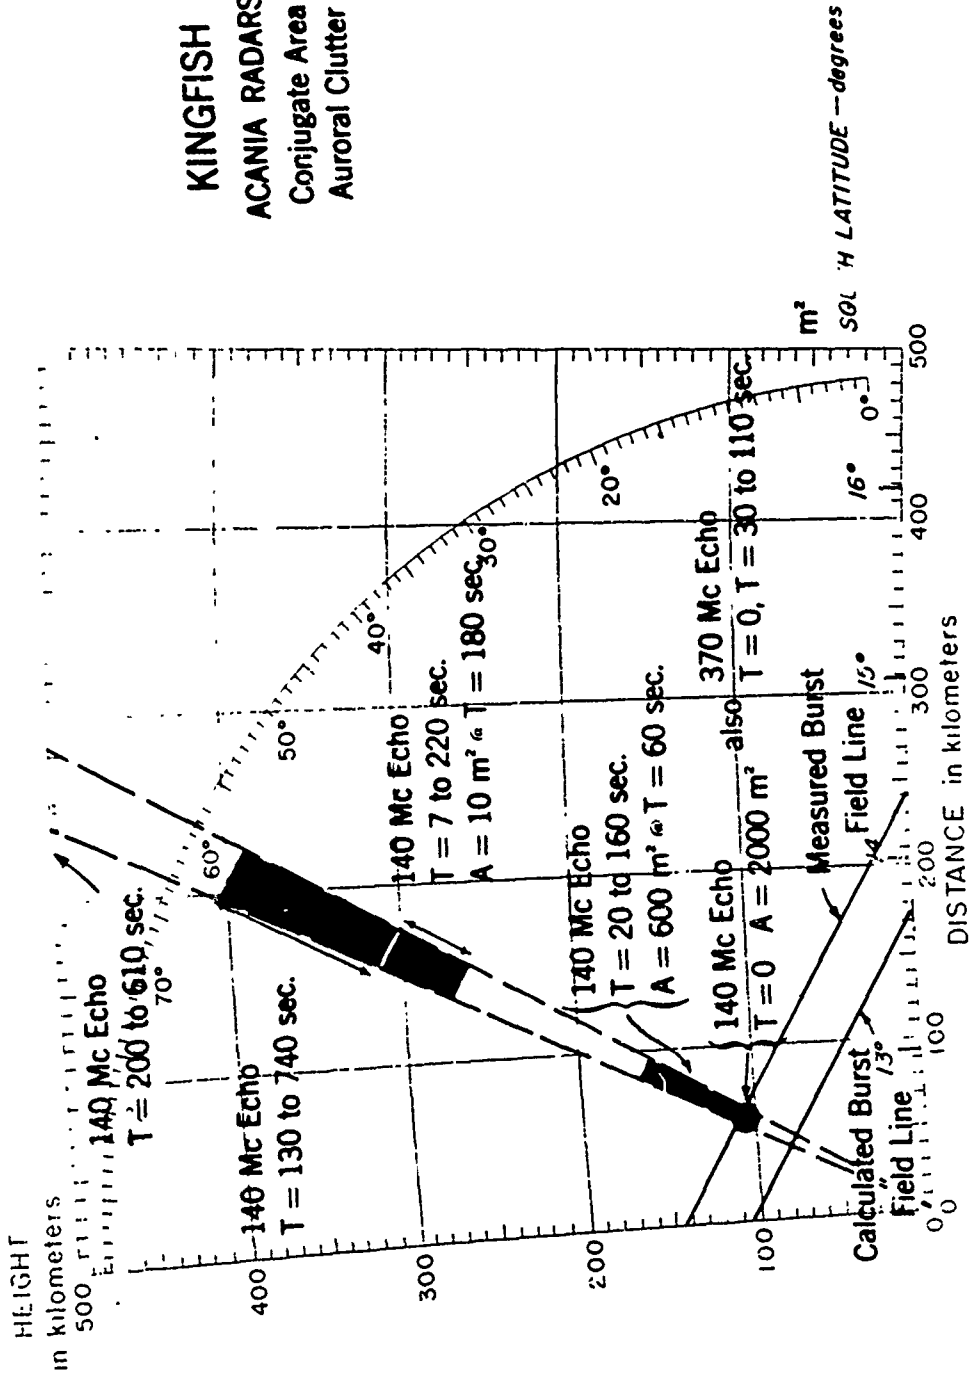 KINGFISH
ACANIA RADARS
Conjugate Area
Auroral Clutter
HEIGHT
in kilometers
500
400
300
200
100
0
140 Mc Echo
T = 200 to 610 sec.
140 Mc Echo
T = 130 to 740 sec.
140 Mc Echo
T = 7 to 220 sec.
A = 10 m² @ T = 180 sec.
140 Mc Echo
T = 20 to 160 sec.
A = 600 m² @ T = 60 sec.
140 Mc Echo
T = 0 A = 2000 m²
also
370 Mc Echo
T = 0, T = 30 to 110 sec.
m²
70°
60°
50°
40°
30°
20°
0°
Measured Burst
Field Line
Calculated Burst
Field Line
13°
14
15°
16°
H LATITUDE – degrees
0
100
200
300
400
500
DISTANCE in kilometers